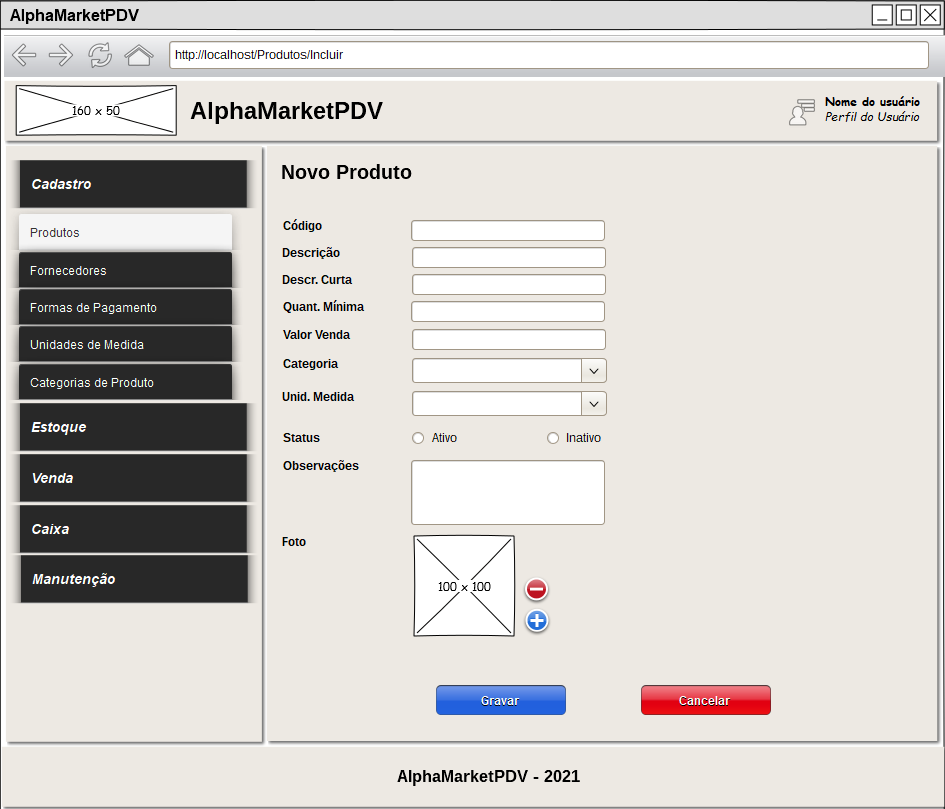 AlphaMarketPDV
http://localhost/Produtos/Incluir
160 x 50
AlphaMarketPDV
Nome do usuário
Perfil do Usuário
Cadastro
Produtos
Fornecedores
Formas de Pagamento
Unidades de Medida
Categorias de Produto
Estoque
Venda
Caixa
Manutenção
Novo Produto
Código
Descrição
Descr. Curta
Quant. Mínima
Valor Venda
Categoria
Unid. Medida
Status Ativo Inativo
Observações
Foto
100 x 100
Gravar Cancelar
AlphaMarketPDV - 2021